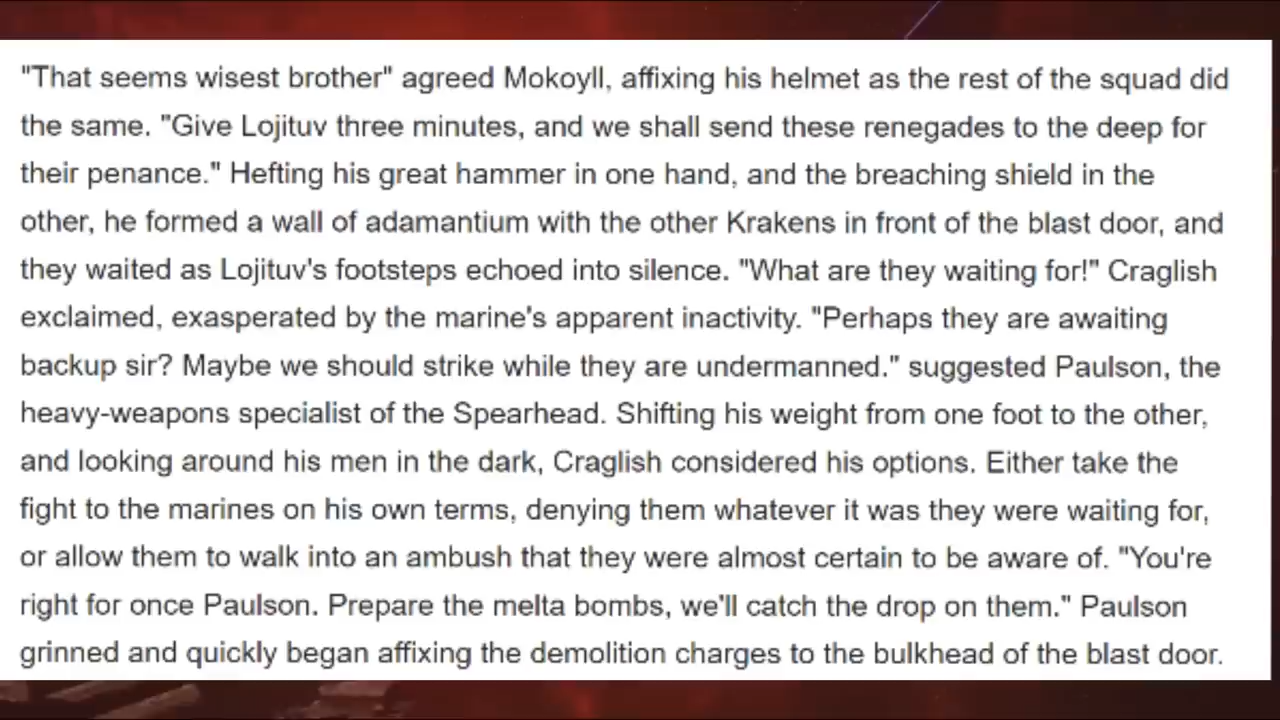 "That seems wisest brother" agreed Mokoyll, affixing his helmet as the rest of the squad did
the same. "Give Lojituv three minutes, and we shall send these renegades to the deep for
their penance." Hefting his great hammer in one hand, and the breaching shield in the
other, he formed a wall of adamantium with the other Krakens in front of the blast door, and
they waited as Lojituv's footsteps echoed into silence. "What are they waiting for!" Craglish
exclaimed, exasperated by the marine's apparent inactivity. "Perhaps they are awaiting
backup sir? Maybe we should strike while they are undermanned." suggested Paulson, the
heavy-weapons specialist of the Spearhead. Shifting his weight from one foot to the other,
and looking around his men in the dark, Craglish considered his options. Either take the
fight to the marines on his own terms, denying them whatever it was they were waiting for,
or allow them to walk into an ambush that they were almost certain to be aware of. "You're
right for once Paulson. Prepare the melta bombs, we'll catch the drop on them." Paulson
grinned and quickly began affixing the demolition charges to the bulkhead of the blast door.